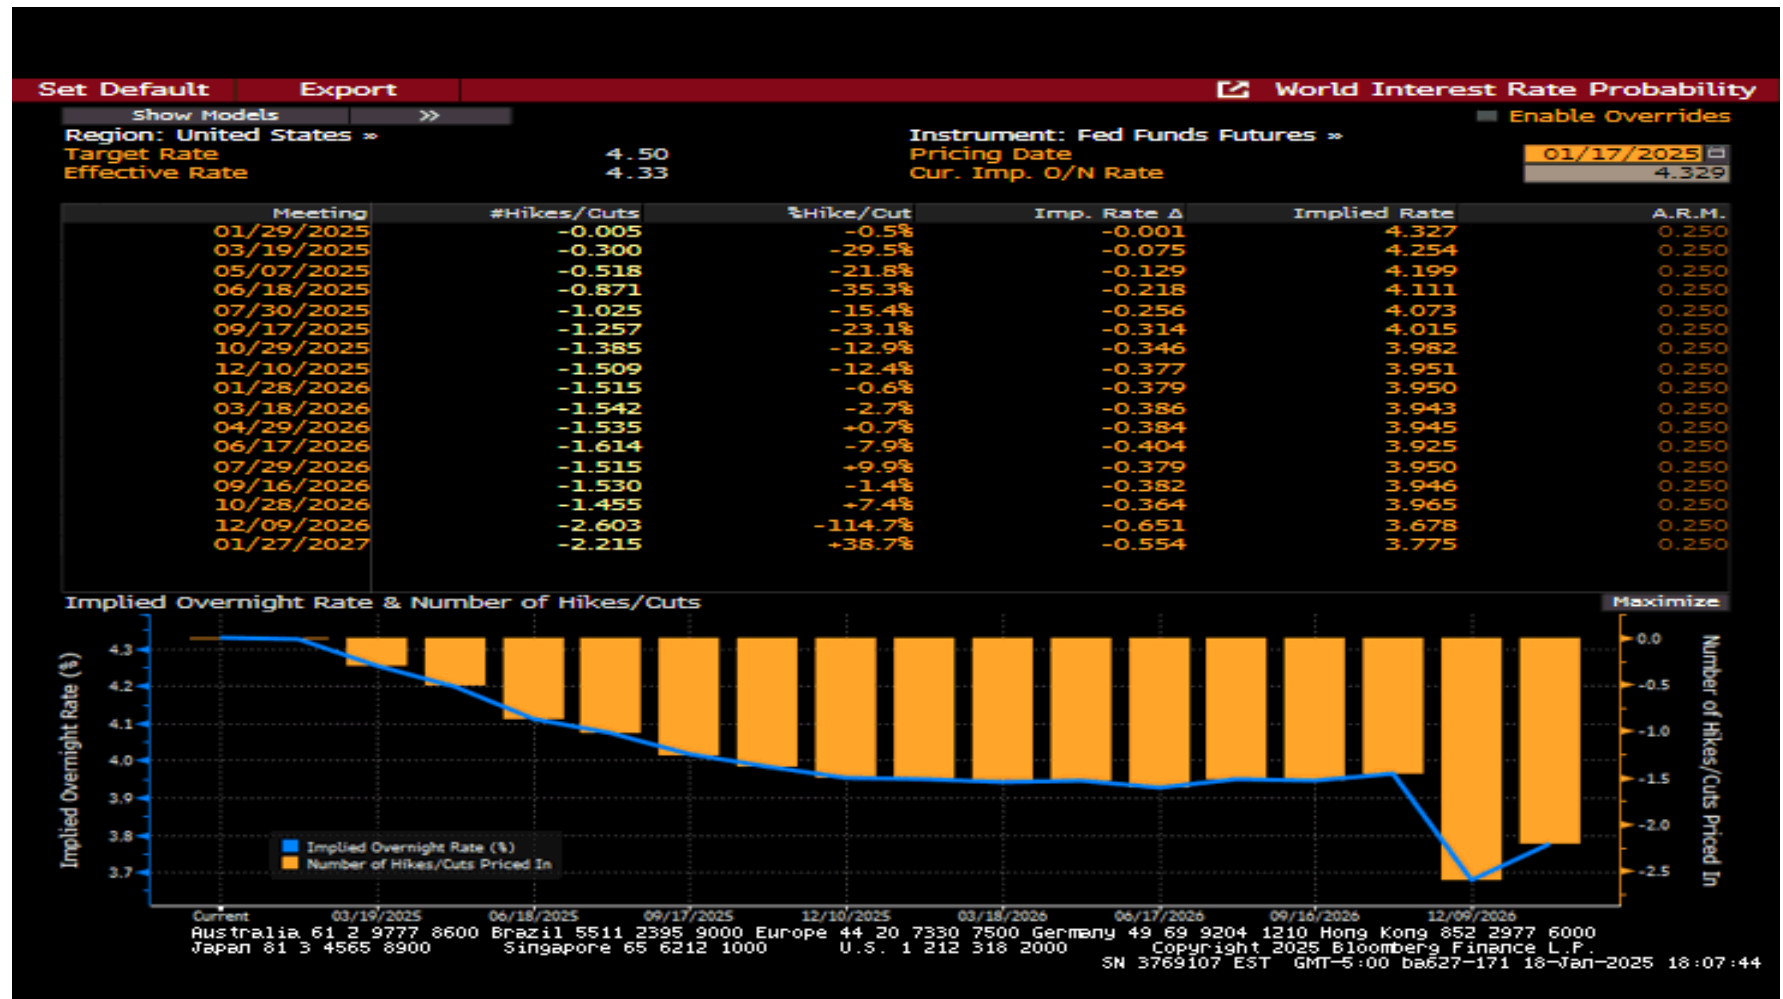 Set Default Export World Interest Rate Probability
Show Models >> Enable Overrides
Region: United States » Instrument: Fed Funds Futures »
Target Rate 4.50 Pricing Date 01/17/2025
Effective Rate 4.33 Cur. Imp. O/N Rate 4.329
Meeting #Hikes/Cuts %Hike/Cut Imp. Rate Δ Implied Rate A.R.M.
01/29/2025 -0.005 -0.5% -0.001 4.327 0.250
03/19/2025 -0.300 -29.5% -0.075 4.254 0.250
05/07/2025 -0.518 -21.8% -0.129 4.199 0.250
06/18/2025 -0.871 -35.3% -0.218 4.111 0.250
07/30/2025 -1.025 -15.4% -0.256 4.073 0.250
09/17/2025 -1.257 -23.1% -0.314 4.015 0.250
10/29/2025 -1.385 -12.9% -0.346 3.982 0.250
12/10/2025 -1.509 -12.4% -0.377 3.951 0.250
01/28/2026 -1.515 -0.6% -0.379 3.950 0.250
03/18/2026 -1.542 -2.7% -0.386 3.943 0.250
04/29/2026 -1.535 +0.7% -0.384 3.945 0.250
06/17/2026 -1.614 -7.9% -0.404 3.925 0.250
07/29/2026 -1.515 +9.9% -0.379 3.950 0.250
09/16/2026 -1.530 -1.4% -0.382 3.946 0.250
10/28/2026 -1.455 +7.4% -0.364 3.965 0.250
12/09/2026 -2.603 -114.7% -0.651 3.678 0.250
01/27/2027 -2.215 +38.7% -0.554 3.775 0.250
Implied Overnight Rate & Number of Hikes/Cuts Maximize
Implied Overnight Rate (%)
4.3
4.2
4.1
4.0
3.9
3.8
3.7
Implied Overnight Rate (%)
Number of Hikes/Cuts Priced In
0.0
-0.5
-1.0
-1.5
-2.0
-2.5
Number of Hikes/Cuts Priced In
Current 03/19/2025 06/18/2025 09/17/2025 12/10/2025 03/18/2026 06/17/2026 09/16/2026 12/09/2026
Australia 61 2 9777 8600 Brazil 5511 2395 9000 Europe 44 20 7330 7500 Germany 49 69 9204 1210 Hong Kong 852 2977 6000
Japan 81 3 4565 8900 Singapore 65 6212 1000 U.S. 1 212 318 2000 Copyright 2025 Bloomberg Finance L.P.
SN 3769107 EST GMT-5:00 ba627-171 18-Jan-2025 18:07:44